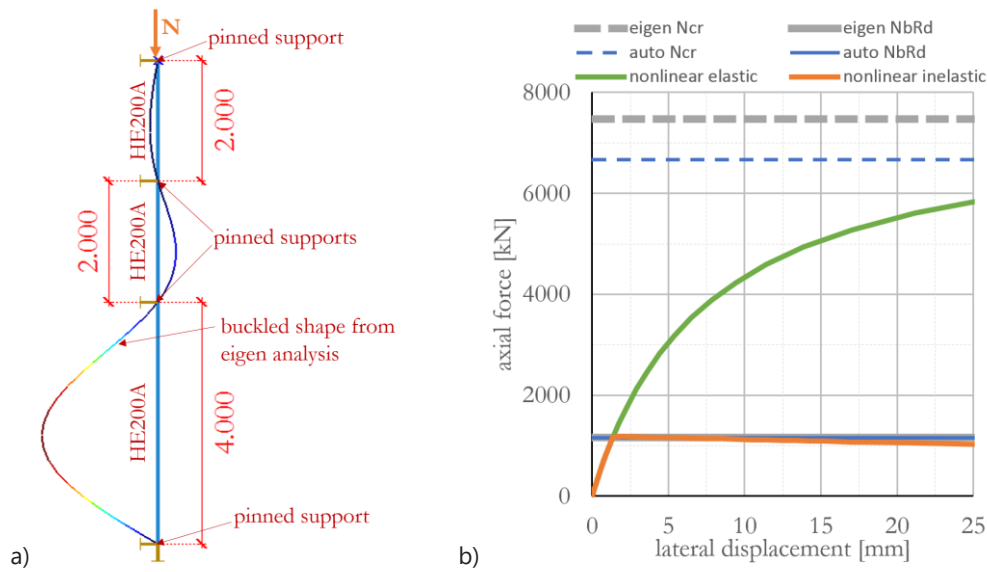 N
pinned support
HE200A
2.000
HE200A
2.000
pinned supports
buckled shape from
eigen analysis
HE200A
4.000
pinned support
a)
eigen Ncr
eigen NbRd
auto Ncr
auto NbRd
nonlinear elastic
nonlinear inelastic
axial force [kN]
8000
6000
4000
2000
0
0 5 10 15 20 25
lateral displacement [mm]
b)